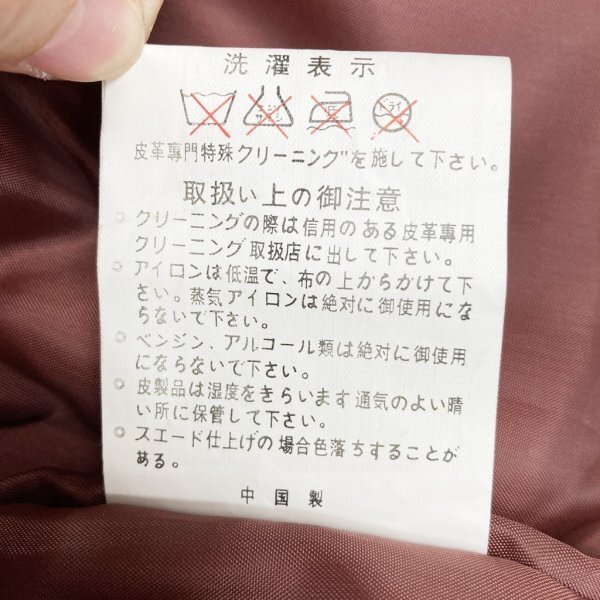 洗濯表示
エンソ サラシ 低 ドライ
皮革專門特殊クリーニング"を施して下さい。
取扱い上の御注意
◎ クリーニングの際は信用のある皮革専用
クリーニング取扱店に出して下さい。
◎ アイロンは低温で、布の上からかけて下
さい。蒸気アイロンは絶対に御使用にな
らないで下さい。
◎ ベンジン、アルコール類は絶対に御使用
にならないで下さい。
◎ 皮製品は湿度をきらいます通気のよい晴
い所に保管して下さい。
◎ スエード仕上げの場合色落ちすることが
ある。
中国製